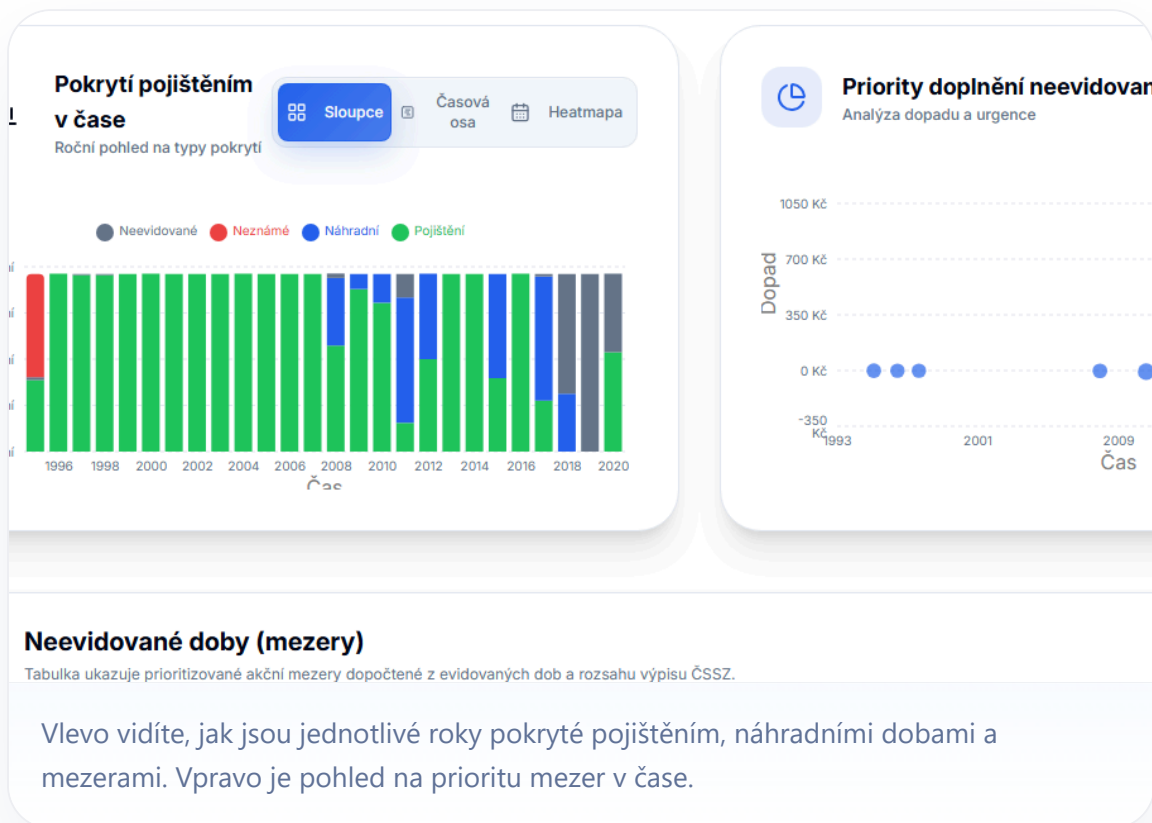 Pokrytí pojištěním
v čase
Roční pohled na typy pokrytí
Sloupce
Časová
osa
Heatmapa
Neevidované Neznámé Náhradní Pojištění
1996 1998 2000 2002 2004 2006 2008 2010 2012 2014 2016 2018 2020
Čas
Priority doplnění neevidovan
Analýza dopadu a urgence
1050 Kč
700 Kč
350 Kč
0 Kč
-350
Kč
Dopad
1993 2001 2009
Čas
Neevidované doby (mezery)
Tabulka ukazuje prioritizované akční mezery dopočtené z evidovaných dob a rozsahu výpisu ČSSZ.
Vlevo vidíte, jak jsou jednotlivé roky pokryté pojištěním, náhradními dobami a
mezerami. Vpravo je pohled na prioritu mezer v čase.